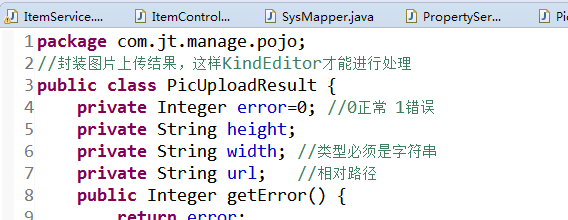 ItemService.... ItemControl... SysMapper.java PropertySer... Pi
1 package com.jt.manage.pojo;
2 //封装图片上传结果，这样KindEditor才能进行处理
3 public class PicUploadResult {
4 private Integer error=0; //0正常 1错误
5 private String height;
6 private String width; //类型必须是字符串
7 private String url; //相对路径
8 public Integer getError() {
9 return error;